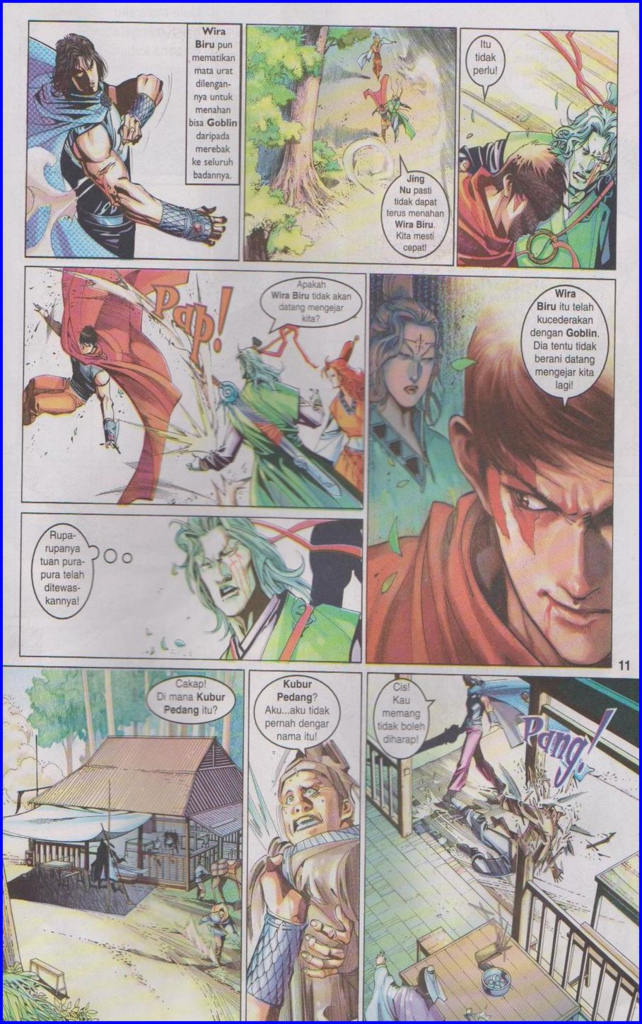 Wira
Biru pun
mematikan
mata urat
dilengan-
nya untuk
menahan
bisa Goblin
daripada
merebak
ke seluruh
badannya.
Jing
Nu pasti
tidak dapat
terus menahan
Wira Biru.
Kita mesti
cepat!
Itu
tidak
perlu!
Pap!
Apakah
Wira Biru tidak akan
datang mengejar
kita?
Wira
Biru itu telah
kucederakan
dengan Goblin.
Dia tentu tidak
berani datang
mengejar kita
lagi!
Rupa-
rupanya
tuan pura-
pura telah
ditewas-
kannya!
11
Cakap!
Di mana Kubur
Pedang itu?
Kubur
Pedang?
Aku...aku tidak
pernah dengar
nama itu!
Cis!
Kau
memang
tidak boleh
diharap!
Pang!